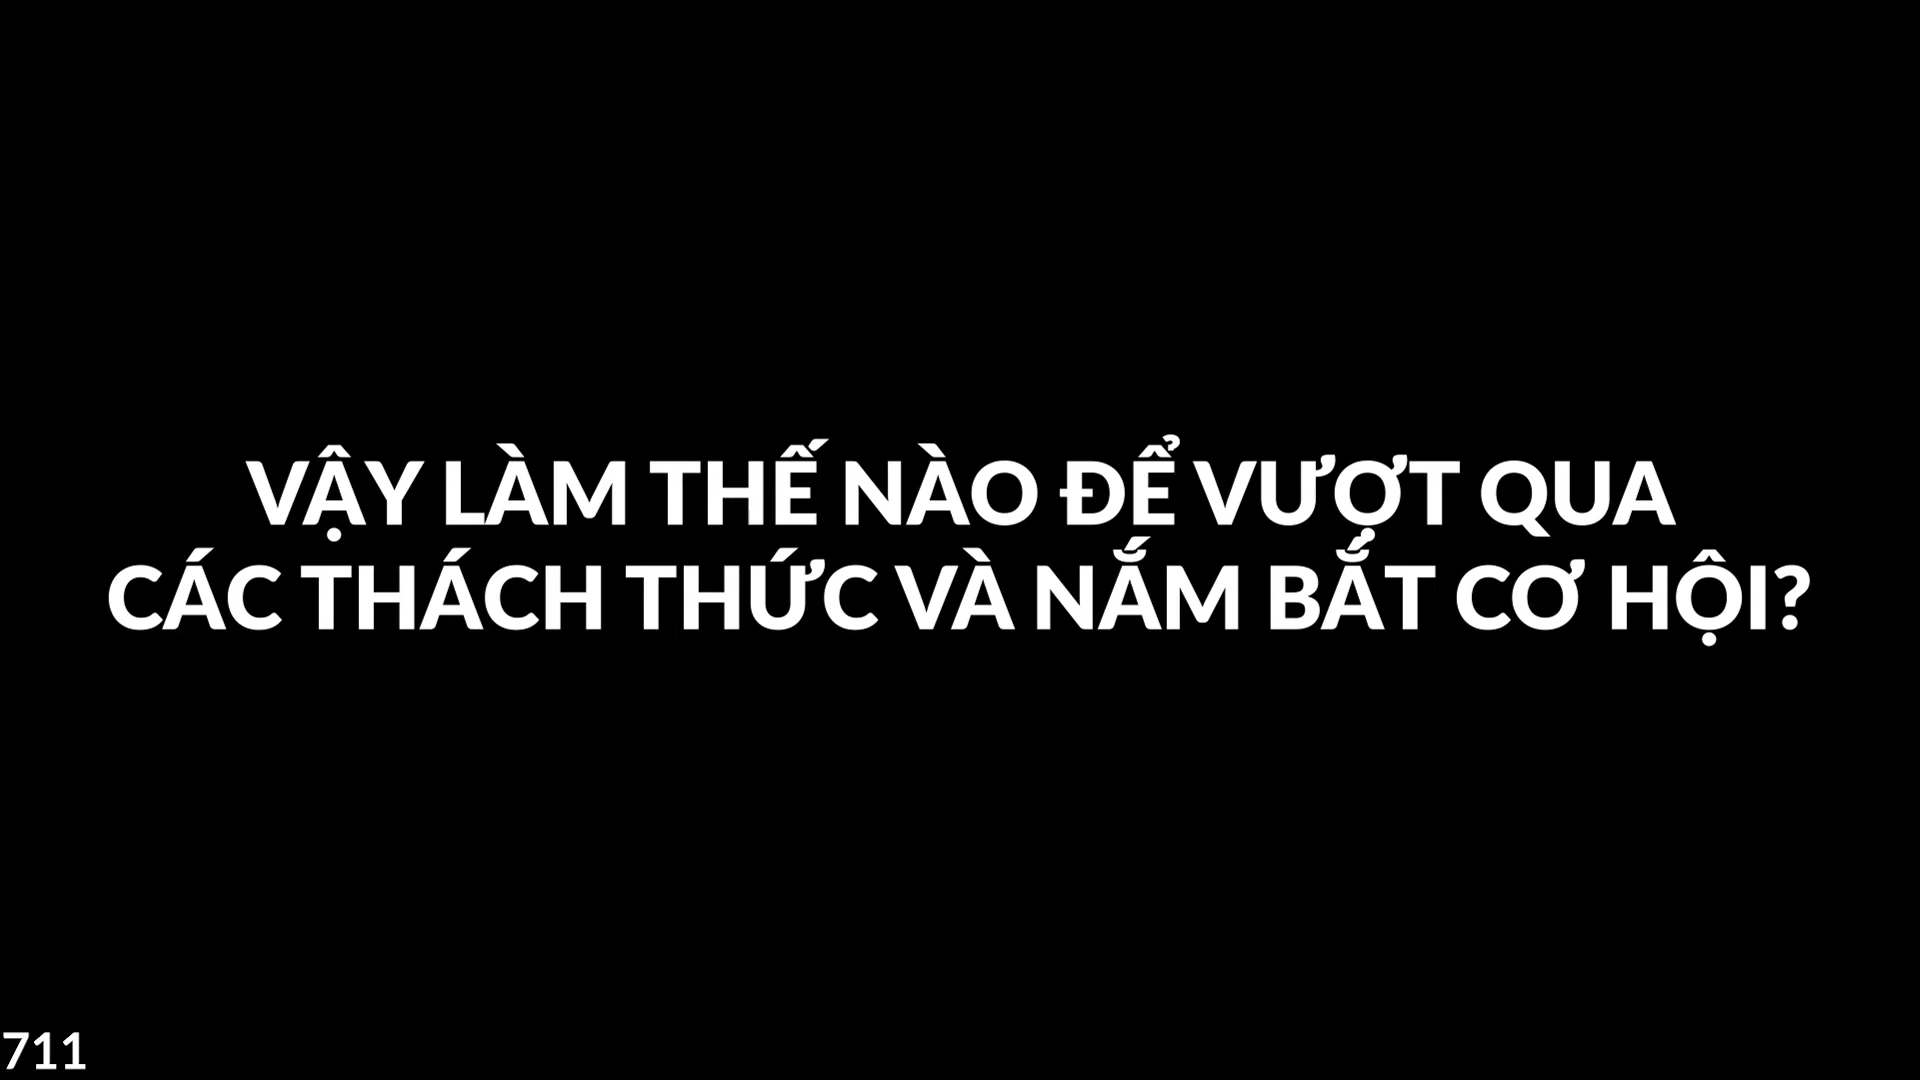 VẬY LÀM THẾ NÀO ĐỂ VƯỢT QUA
CÁC THÁCH THỨC VÀ NẮM BẮT CƠ HỘI?
711